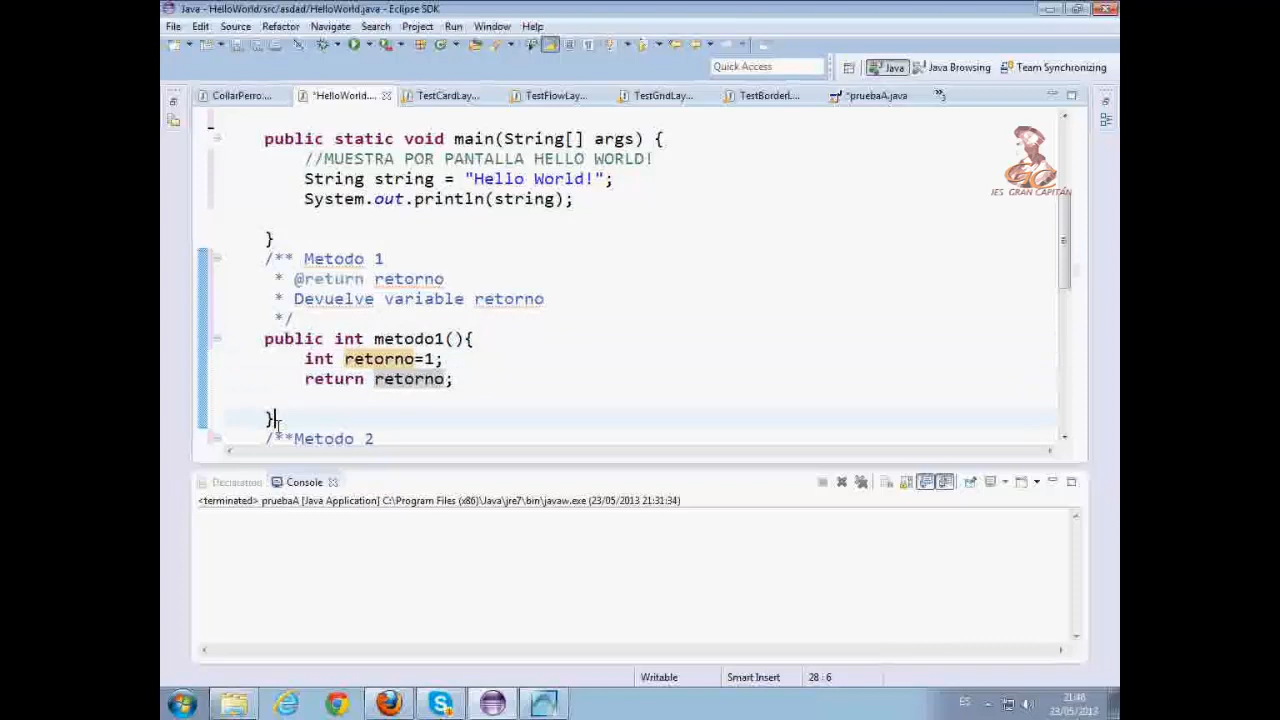 Java - HelloWorld/src/asdad/HelloWorld.java - Eclipse SDK
File Edit Source Refactor Navigate Search Project Run Window Help
Quick Access Java Java Browsing Team Synchronizing
CollarPerro.... *HelloWorld.... TestCardLay... TestFlowLay... TestGridLay... TestBorderL... *pruebaA.java »3
public static void main(String[] args) {
//MUESTRA POR PANTALLA HELLO WORLD!
String string = "Hello World!";
System.out.println(string);
}
/** Metodo 1
* @return retorno
* Devuelve variable retorno
*/
public int metodo1(){
int retorno=1;
return retorno;
}
/**Metodo 2
IES GRAN CAPITÁN
Declaration Console
<terminated> pruebaA [Java Application] C:\Program Files (x86)\Java\jre7\bin\javaw.exe (23/05/2013 21:31:34)
Writable Smart Insert 28 : 6
ES
23/05/2013